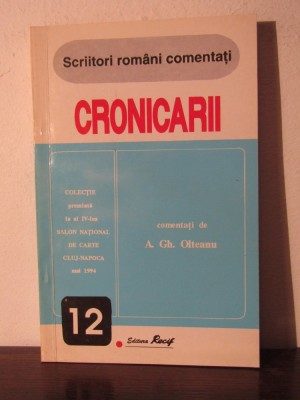 Scriitori români comentați
CRONICARII
COLECȚIE
premiată
la al IV-lea
SALON NAȚIONAL
DE CARTE
CLUJ-NAPOCA
mai 1994
comentați de
A. Gh. Olteanu
12
Editura Recif